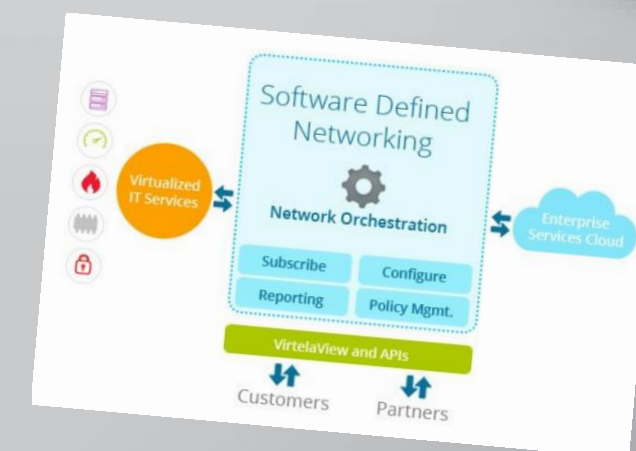 Software Defined
Networking
Virtualized
IT Services
Network Orchestration
Enterprise
Services Cloud
Subscribe
Configure
Reporting
Policy Mgmt.
VirtelaView and APIs
Customers
Partners